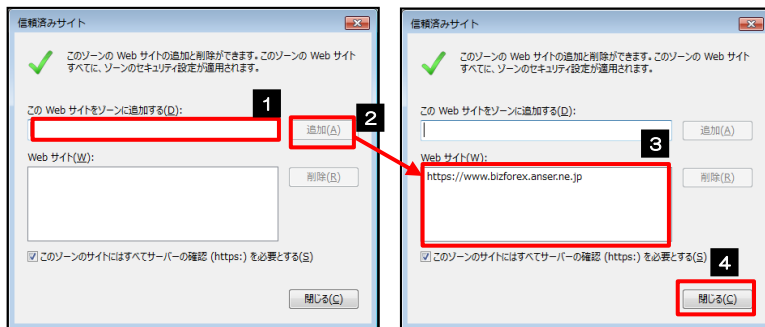 信頼済みサイト
このゾーンの Web サイトの追加と削除ができます。このゾーンの Web サイト
すべてに、ゾーンのセキュリティ設定が適用されます。
この Web サイトをゾーンに追加する(D):
1
追加(A)
2
Web サイト(W):
削除(R)
このゾーンのサイトにはすべてサーバーの確認 (https:) を必要とする(S)
閉じる(C)
信頼済みサイト
このゾーンの Web サイトの追加と削除ができます。このゾーンの Web サイト
すべてに、ゾーンのセキュリティ設定が適用されます。
この Web サイトをゾーンに追加する(D):
追加(A)
3
Web サイト(W):
https://www.bizforex.anser.ne.jp
削除(R)
このゾーンのサイトにはすべてサーバーの確認 (https:) を必要とする(S)
4
閉じる(C)